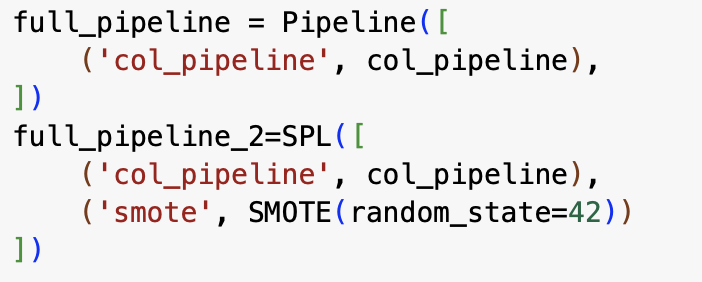 full_pipeline = Pipeline([
    ('col_pipeline', col_pipeline),
])
full_pipeline_2=SPL([
    ('col_pipeline', col_pipeline),
    ('smote', SMOTE(random_state=42))
])